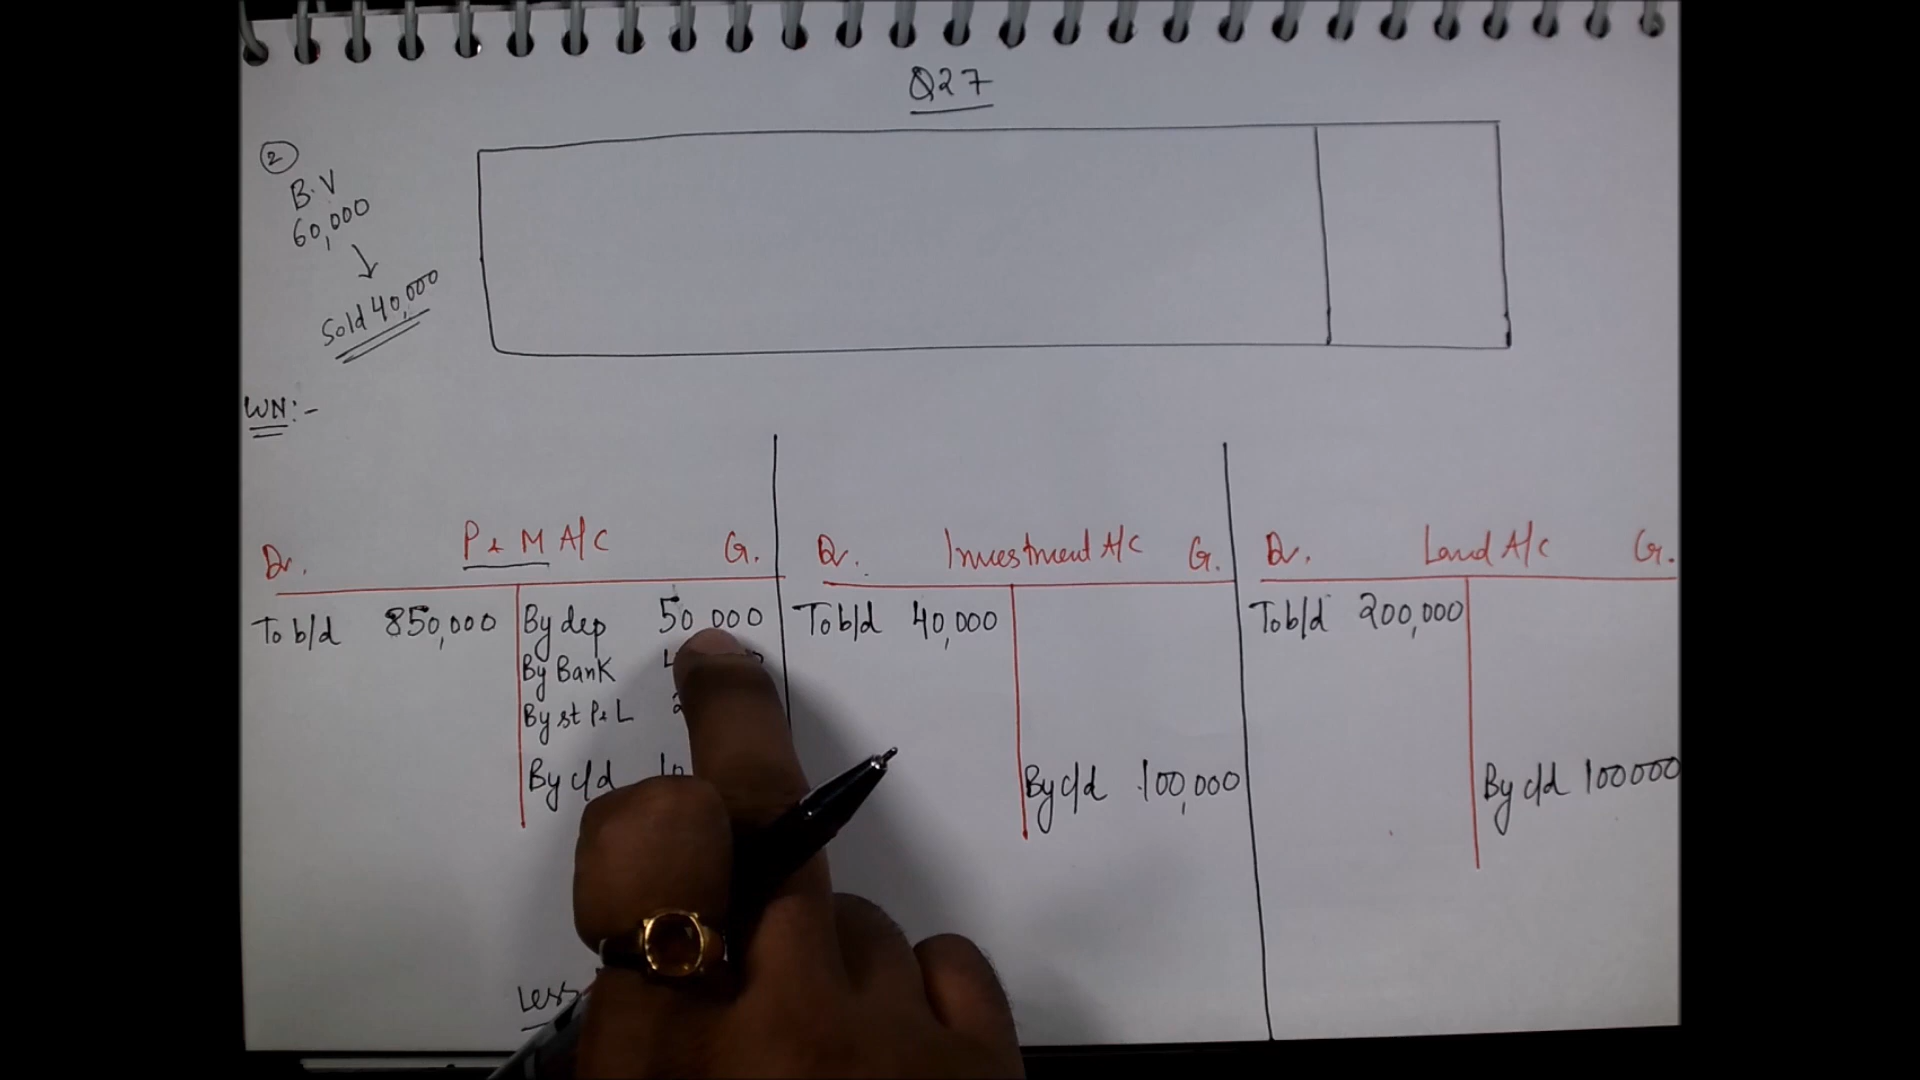 Q27
2
B.V
60,000
Sold 40,000
WN:-
Dr. P & M A/C Cr. Dr. Investment A/C Cr. Dr. Land A/C Cr.
To b/d 850,000 By dep 50,000 To b/d 40,000 To b/d 200,000
By Bank
By st P&L
By c/d By c/d 100,000 By c/d 100000
Less